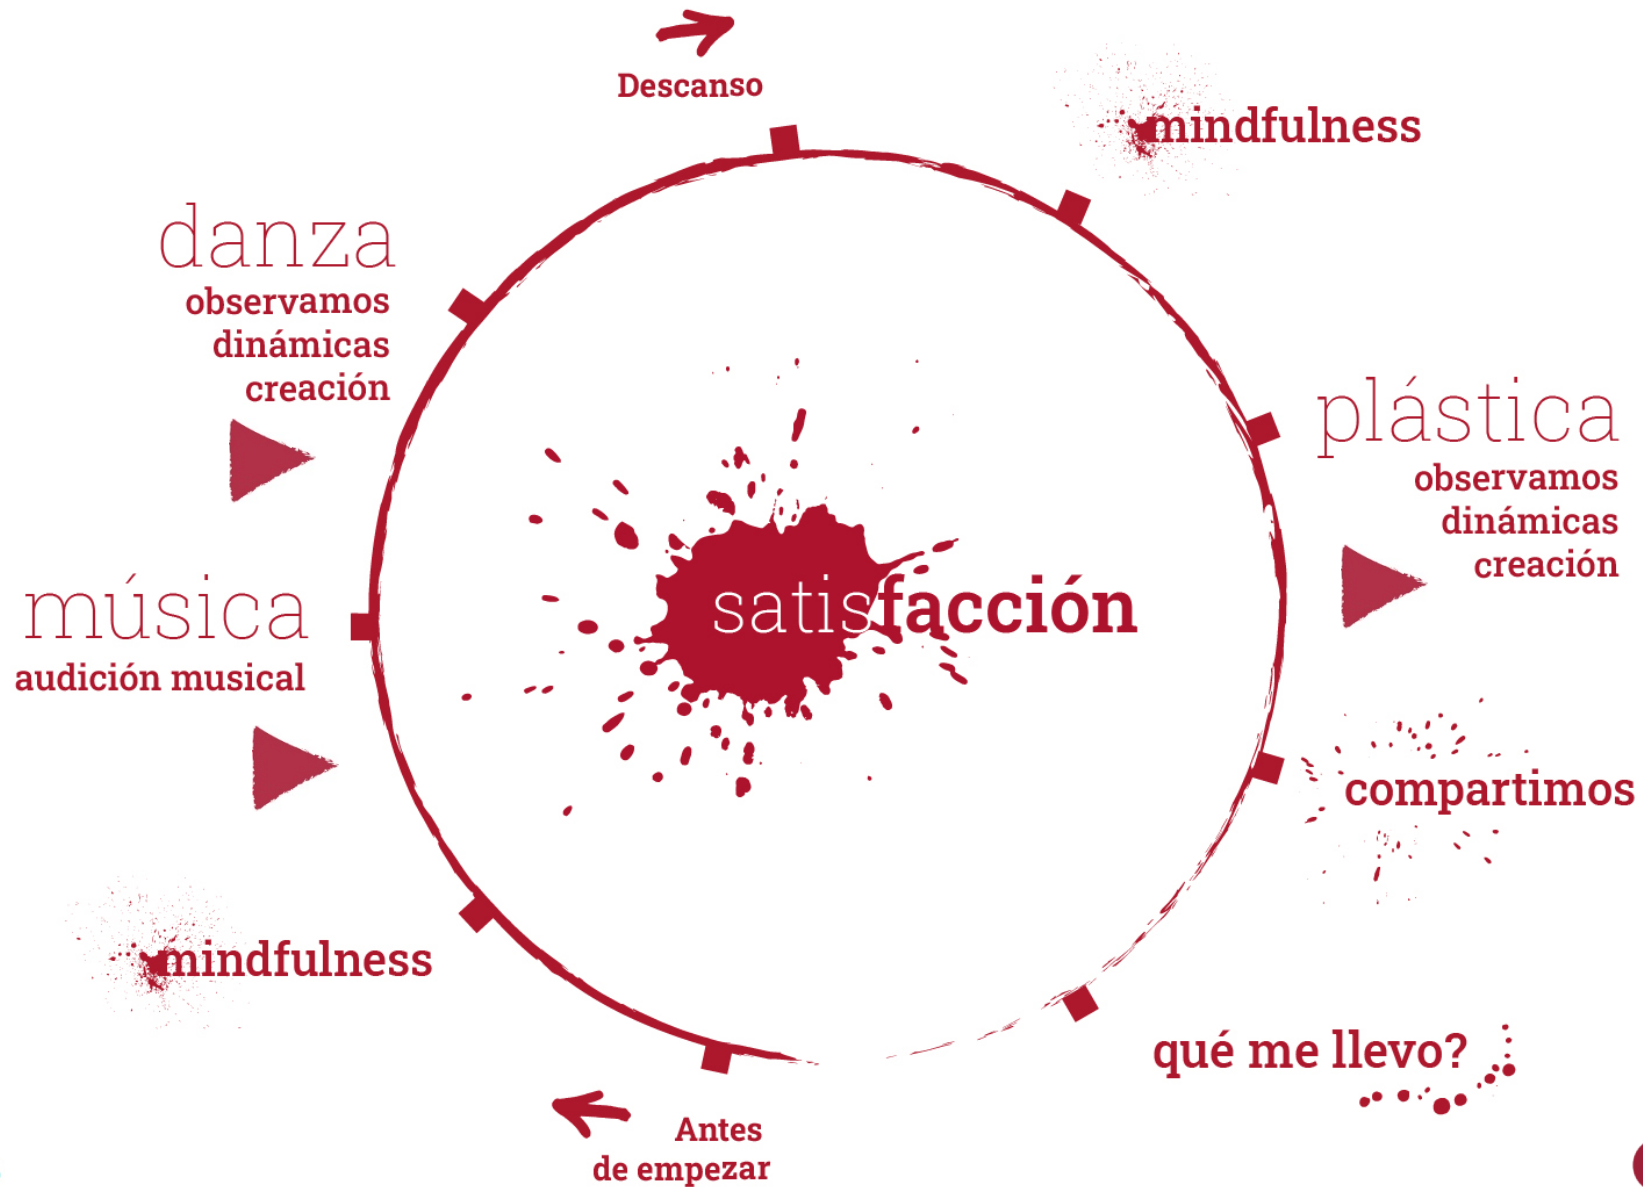 Descanso
mindfulness
danza
observamos
dinámicas
creación
plástica
observamos
dinámicas
creación
satisfacción
música
audición musical
compartimos
mindfulness
qué me llevo?
Antes
de empezar